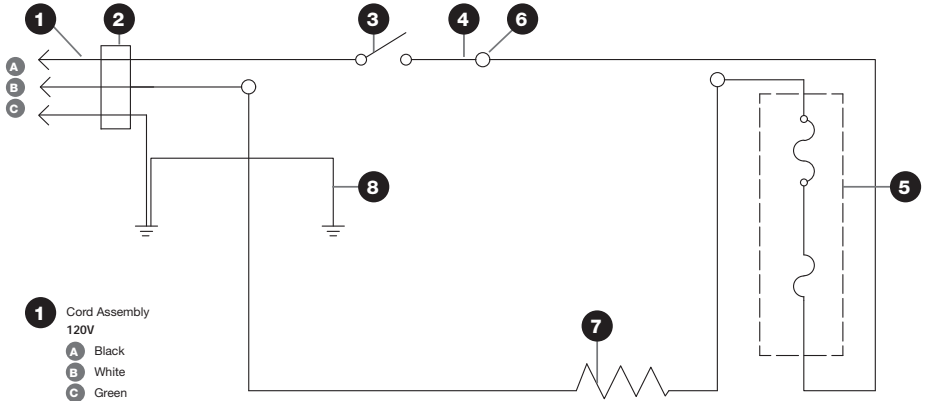 1 2 3 4 6
A
B
C
8
5
7
1 Cord Assembly
120V
A Black
B White
C Green